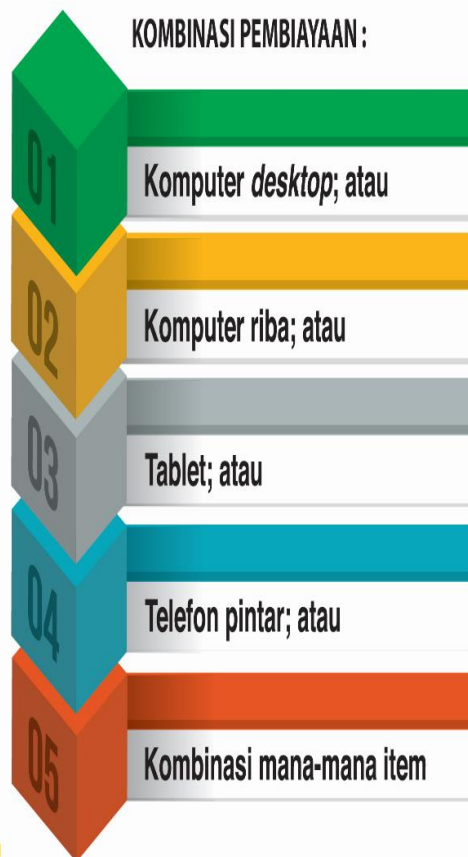 KOMBINASI PEMBIAYAAN :
01
Komputer desktop; atau
02
Komputer riba; atau
03
Tablet; atau
04
Telefon pintar; atau
05
Kombinasi mana-mana item